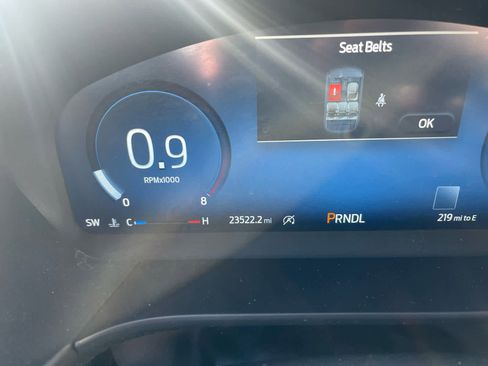 Seat Belts
OK
0.9
RPMx1000
0 8
SW C H 23522.2 mi PRNDL 219 mi to E